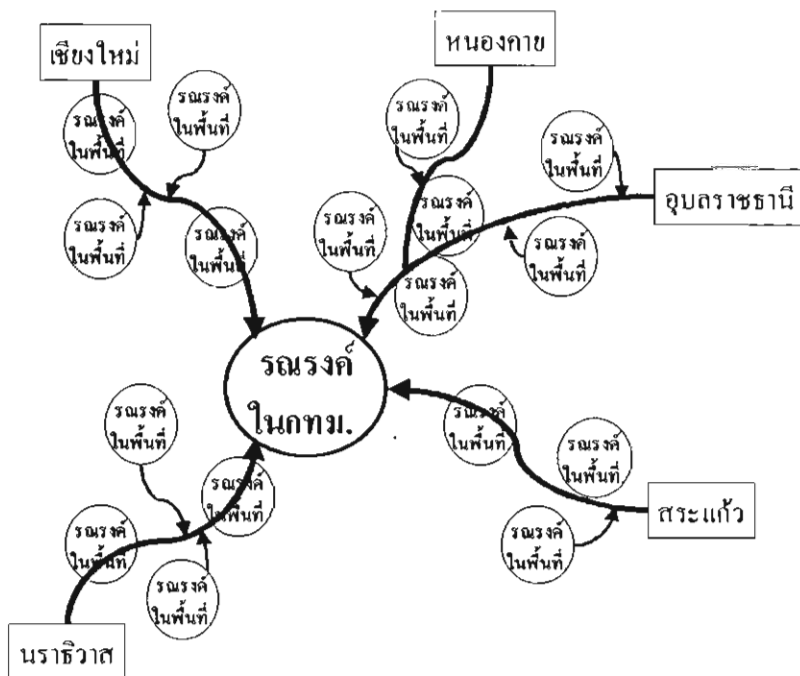 เชียงใหม่
หนองคาย
รณรงค์
ในพื้นที่
รณรงค์
ในพื้นที่
รณรงค์
ในพื้นที่
รณรงค์
ในพื้นที่
อุบลราชธานี
รณรงค์
ในพื้นที่
รณรงค์
ในพื้นที่
รณรงค์
ในพื้นที่
รณรงค์
ในพื้นที่
รณรงค์
ในพื้นที่
รณรงค์
ในพื้นที่
รณรงค์
ในกทม.
รณรงค์
ในพื้นที่
รณรงค์
ในพื้นที่
รณรงค์
ในพื้นที่
รณรงค์
ในพื้นที่
สระแก้ว
รณรงค์
ในพื้นที่
รณรงค์
ในพื้นที่
รณรงค์
ในพื้นที่
นราธิวาส